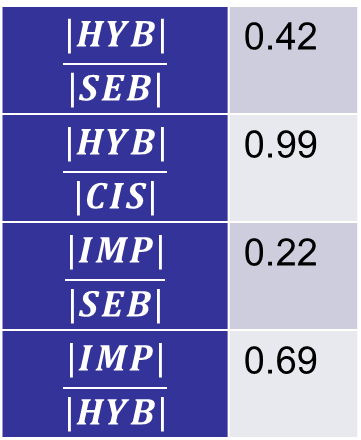 |HYB|
|SEB|
0.42
|HYB|
|CIS|
0.99
|IMP|
|SEB|
0.22
|IMP|
|HYB|
0.69